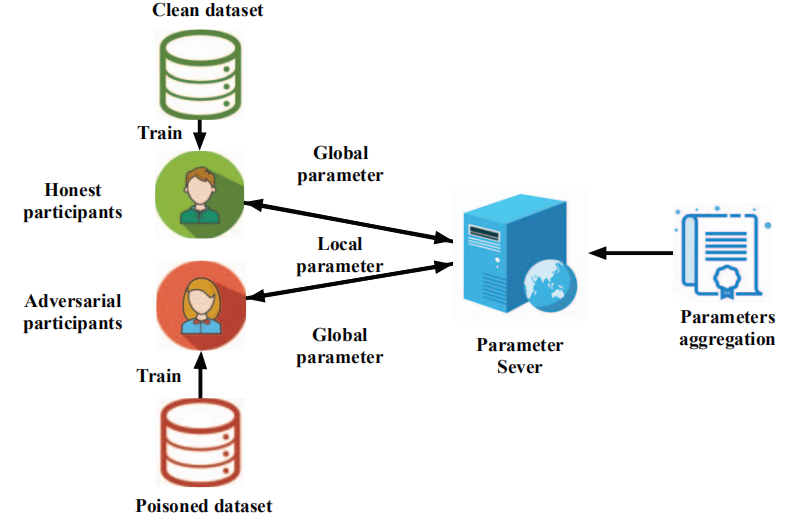 Clean dataset
Train
Global
parameter
Honest
participants
Local
parameter
Adversarial
participants
Global
parameter
Parameter
Sever
Parameters
aggregation
Train
Poisoned dataset